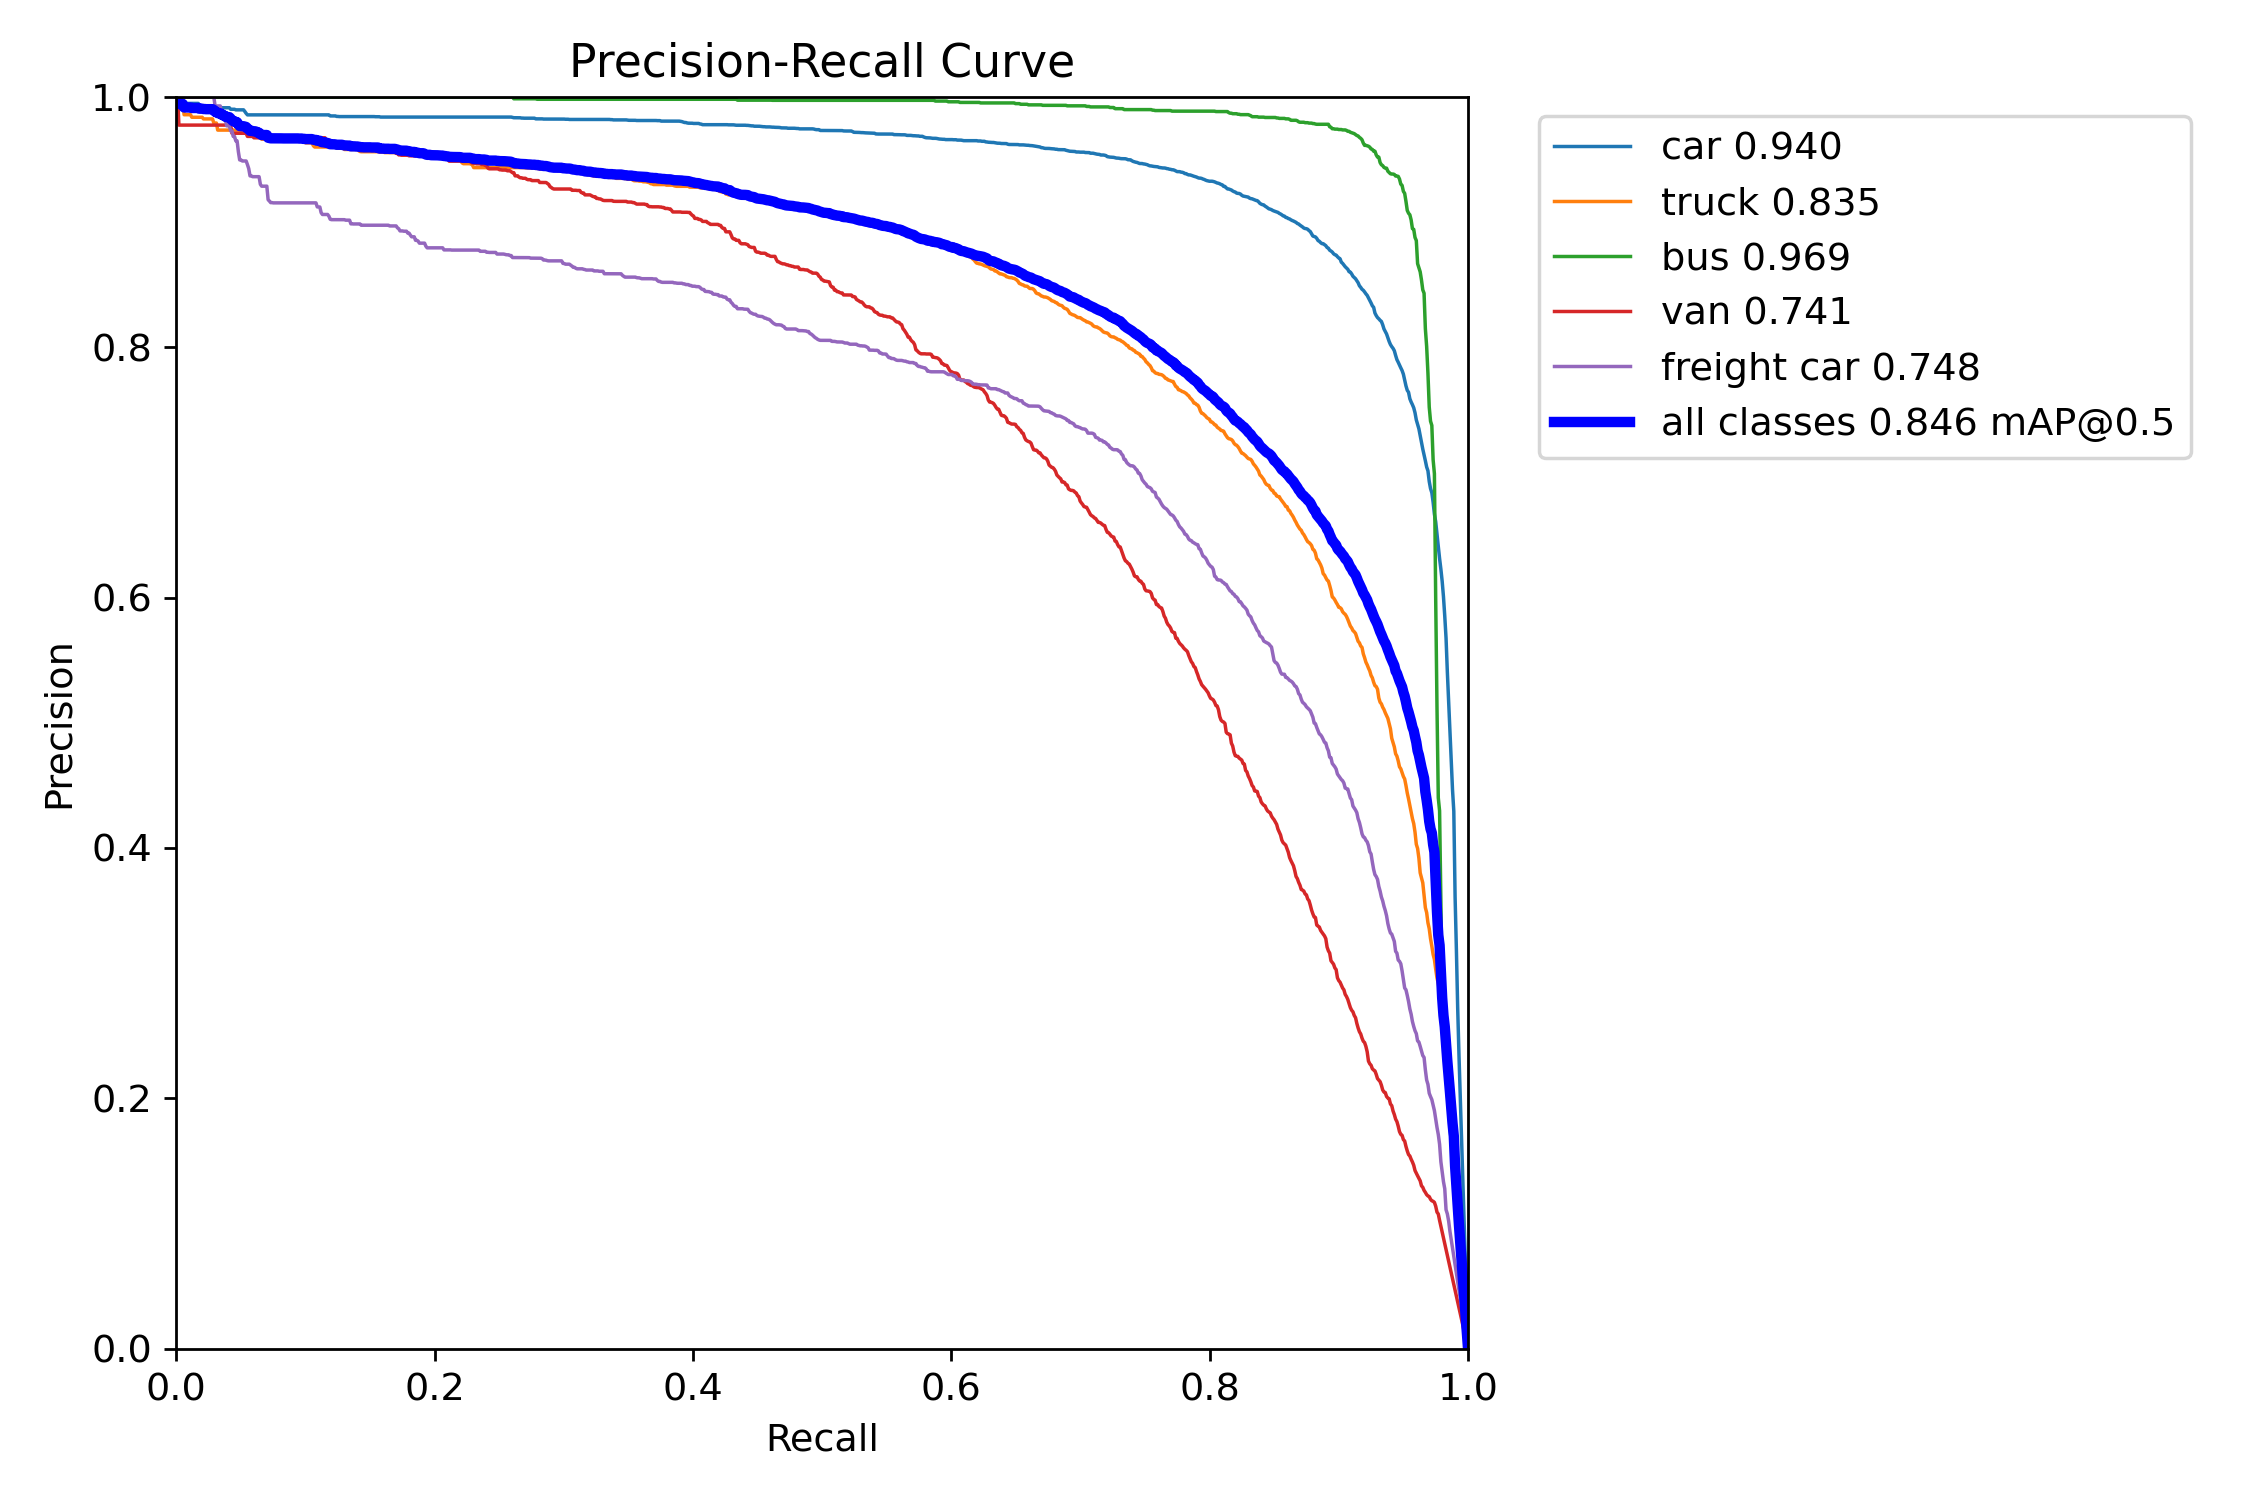 Precision-Recall Curve
1.0
0.8
0.6
0.4
0.2
0.0
Precision
0.0 0.2 0.4 0.6 0.8 1.0
Recall
car 0.940
truck 0.835
bus 0.969
van 0.741
freight car 0.748
all classes 0.846 mAP@0.5